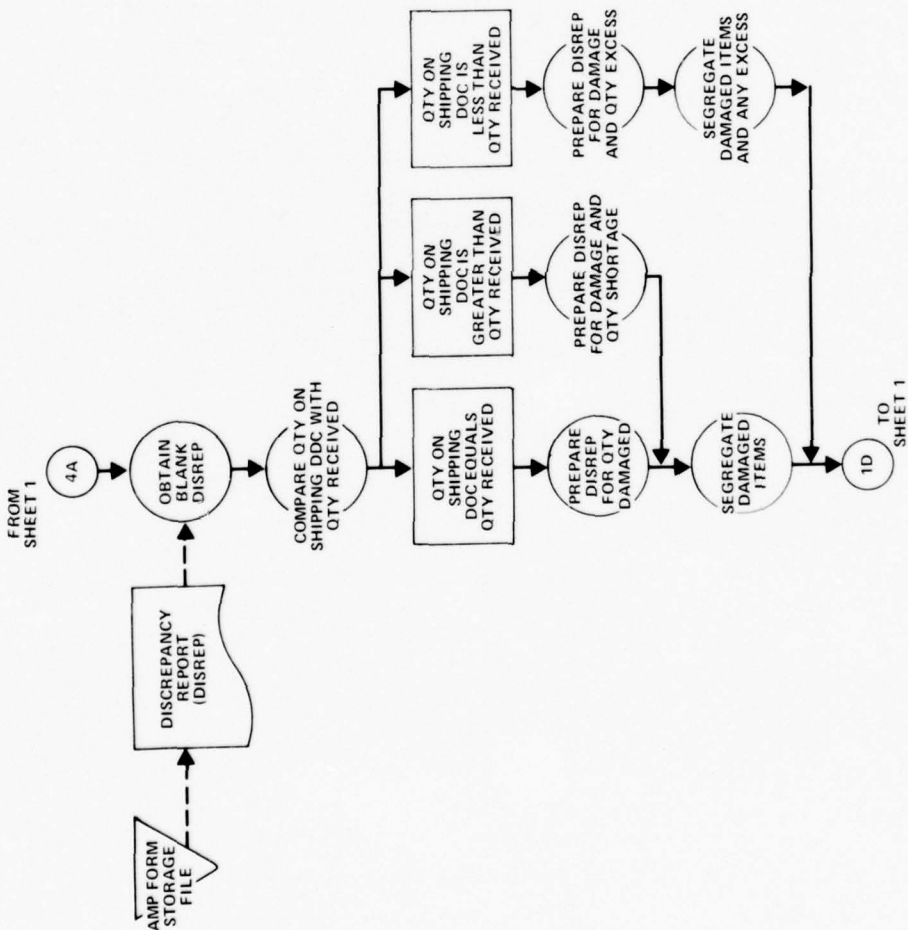 FROM
SHEET 1
4A
AMP FORM
STORAGE
FILE
DISCREPANCY
REPORT
(DISREP)
OBTAIN
BLANK
DISREP
COMPARE QTY ON
SHIPPING DDC WITH
QTY RECEIVED
QTY ON
SHIPPING
DOC EQUALS
QTY RECEIVED
QTY ON
SHIPPING
DOC IS
GREATER THAN
QTY RECEIVED
QTY ON
SHIPPING
DOC IS
LESS THAN
QTY RECEIVED
PREPARE
DISREP
FOR QTY
DAMAGED
PREPARE DISREP
FOR DAMAGE AND
QTY SHORTAGE
PREPARE DISREP
FOR DAMAGE
AND QTY EXCESS
SEGREGATE
DAMAGED
ITEMS
SEGREGATE
DAMAGED ITEMS
AND ANY EXCESS
1D
TO
SHEET 1